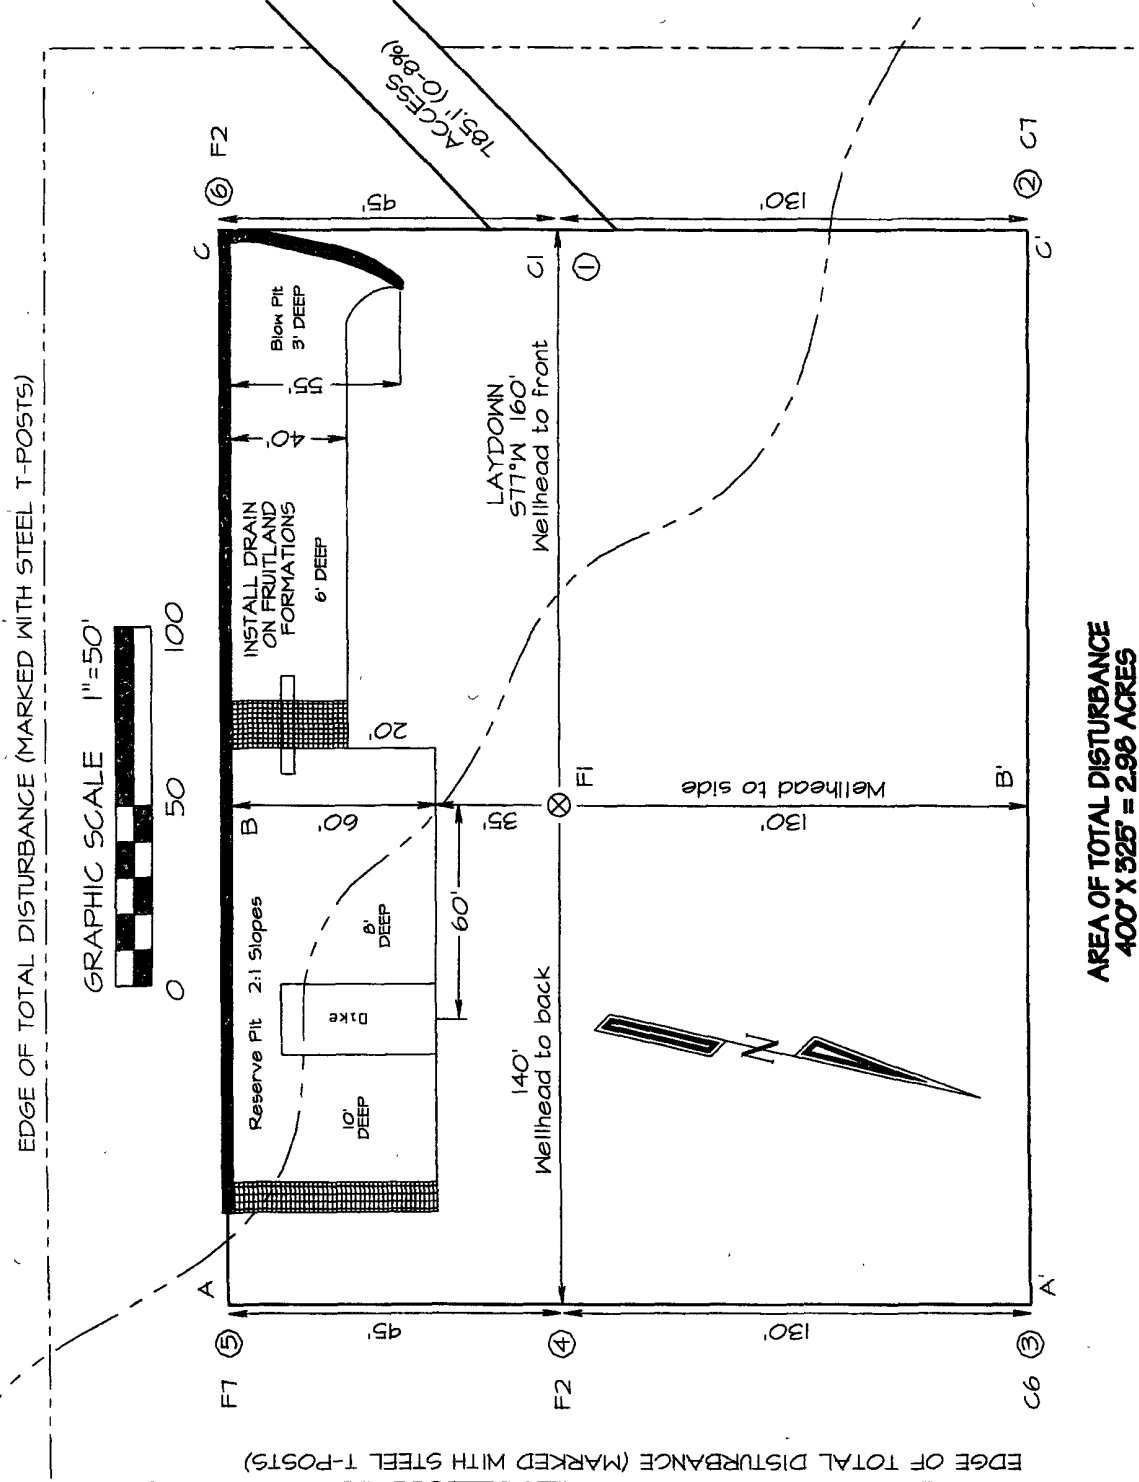 EDGE OF TOTAL DISTURBANCE (MARKED WITH STEEL T-POSTS)
GRAPHIC SCALE 1"=50'
0 50 100
ACCESS
785.1' (0-8%)
F7 ⑤
A
C
⑥ F2
95'
95'
Reserve Pit 2:1 Slopes
B
INSTALL DRAIN
ON FRUITLAND
FORMATIONS
6' DEEP
Blow Pit
3' DEEP
40'
55'
10'
DEEP
Dike
8'
DEEP
60'
20'
60'
35'
F2 ④
140'
Wellhead to back
F1
LAYDOWN
S77°W 160'
Wellhead to front
C1
①
N
130'
Wellhead to side
130'
130'
C6 ③
A'
B'
C'
② C7
EDGE OF TOTAL DISTURBANCE (MARKED WITH STEEL T-POSTS)
AREA OF TOTAL DISTURBANCE
400' X 325' = 2.98 ACRES